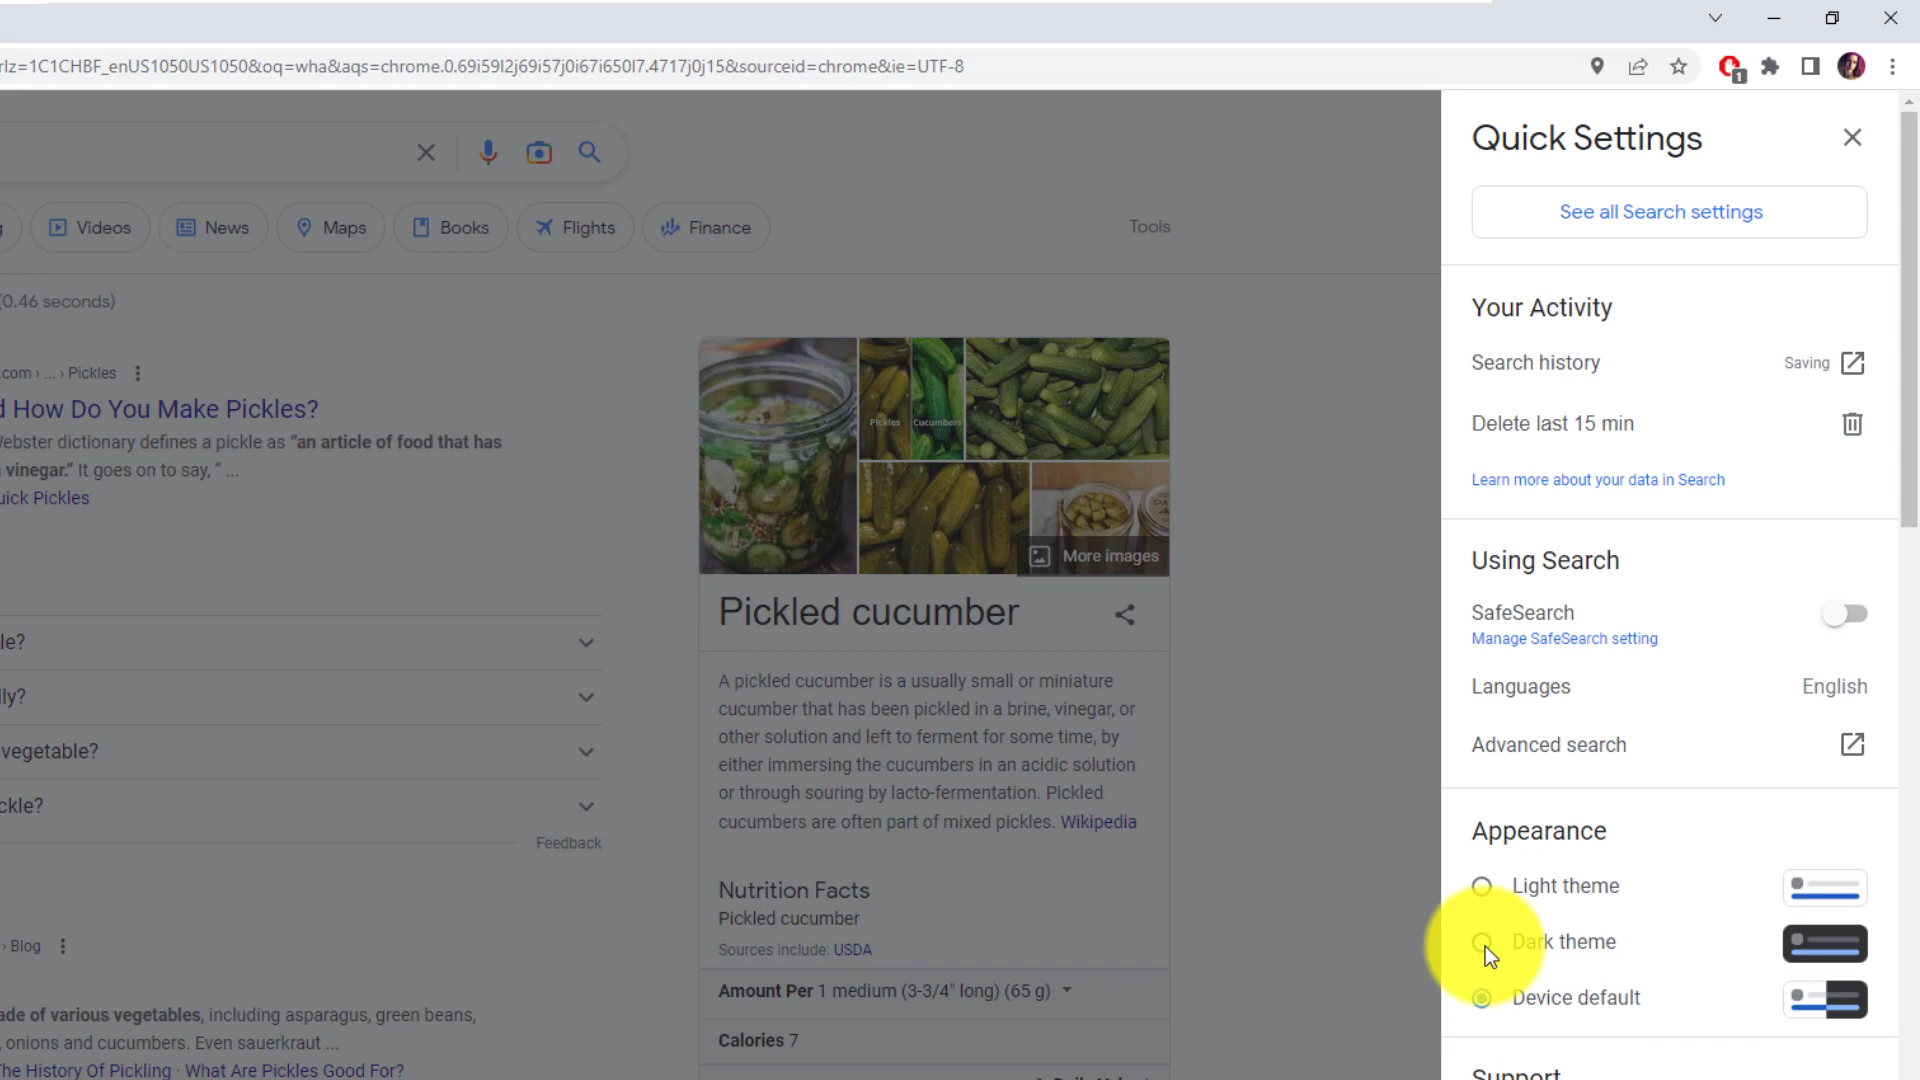 rlz=1C1CHBF_enUS1050US1050&oq=wha&aqs=chrome.0.69i59l2j69i57j0i67i650l7.4717j0j15&sourceid=chrome&ie=UTF-8
1
Videos
News
Maps
Books
Flights
Finance
Tools
(0.46 seconds)
com › ... › Pickles
How Do You Make Pickles?
ebster dictionary defines a pickle as "an article of food that has
vinegar." It goes on to say, " ...
uick Pickles
le?
lly?
vegetable?
ckle?
Feedback
› Blog
ade of various vegetables, including asparagus, green beans,
, onions and cucumbers. Even sauerkraut ...
he History Of Pickling · What Are Pickles Good For?
Pickles
Cucumbers
More images
Pickled cucumber
A pickled cucumber is a usually small or miniature
cucumber that has been pickled in a brine, vinegar, or
other solution and left to ferment for some time, by
either immersing the cucumbers in an acidic solution
or through souring by lacto-fermentation. Pickled
cucumbers are often part of mixed pickles. Wikipedia
Nutrition Facts
Pickled cucumber
Sources include: USDA
Amount Per 1 medium (3-3/4" long) (65 g)
Calories 7
Quick Settings
See all Search settings
Your Activity
Search history Saving
Delete last 15 min
Learn more about your data in Search
Using Search
SafeSearch
Manage SafeSearch setting
Languages English
Advanced search
Appearance
Light theme
Dark theme
Device default
Support